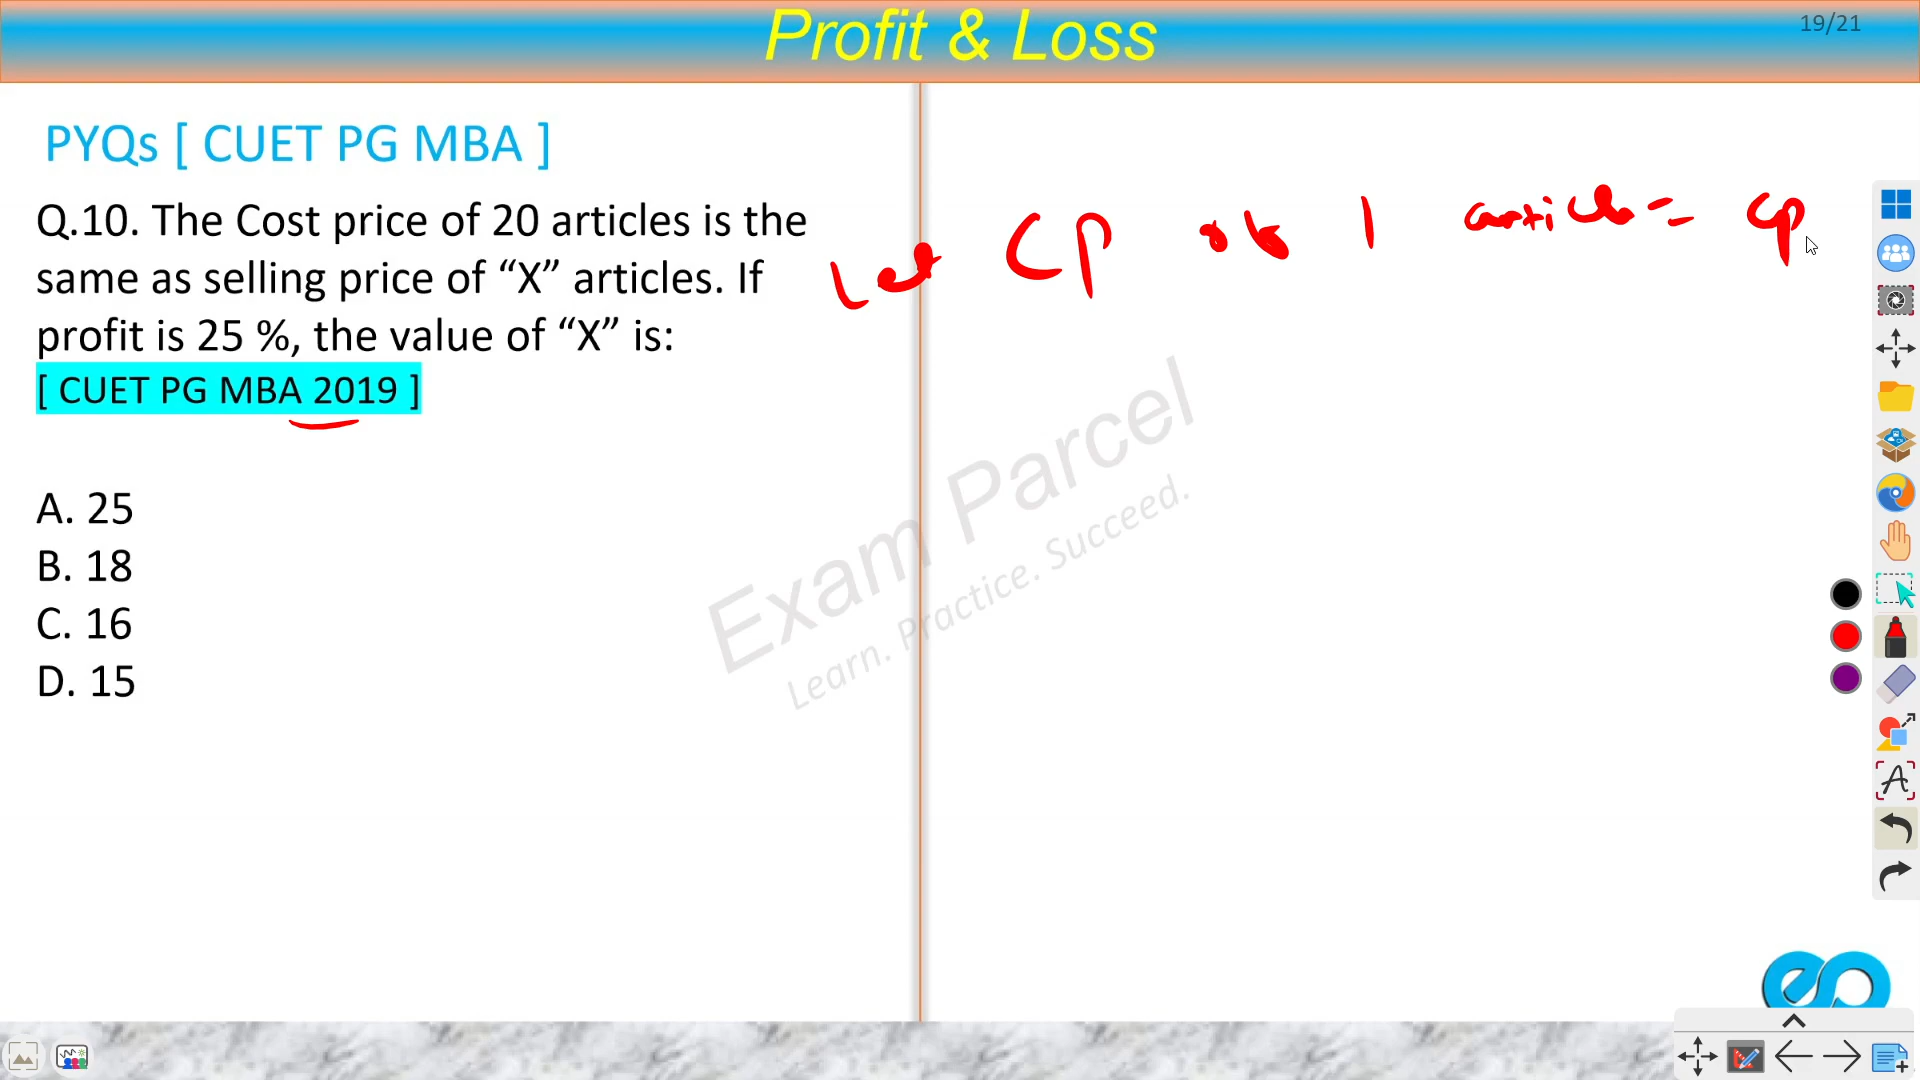 Profit & Loss
19/21
PYQs [ CUET PG MBA ]
Q.10. The Cost price of 20 articles is the
same as selling price of “X” articles. If
profit is 25 %, the value of “X” is:
[ CUET PG MBA 2019 ]
A. 25
B. 18
C. 16
D. 15
Let CP of 1 article = CP
Exam Parcel
Learn. Practice. Succeed.